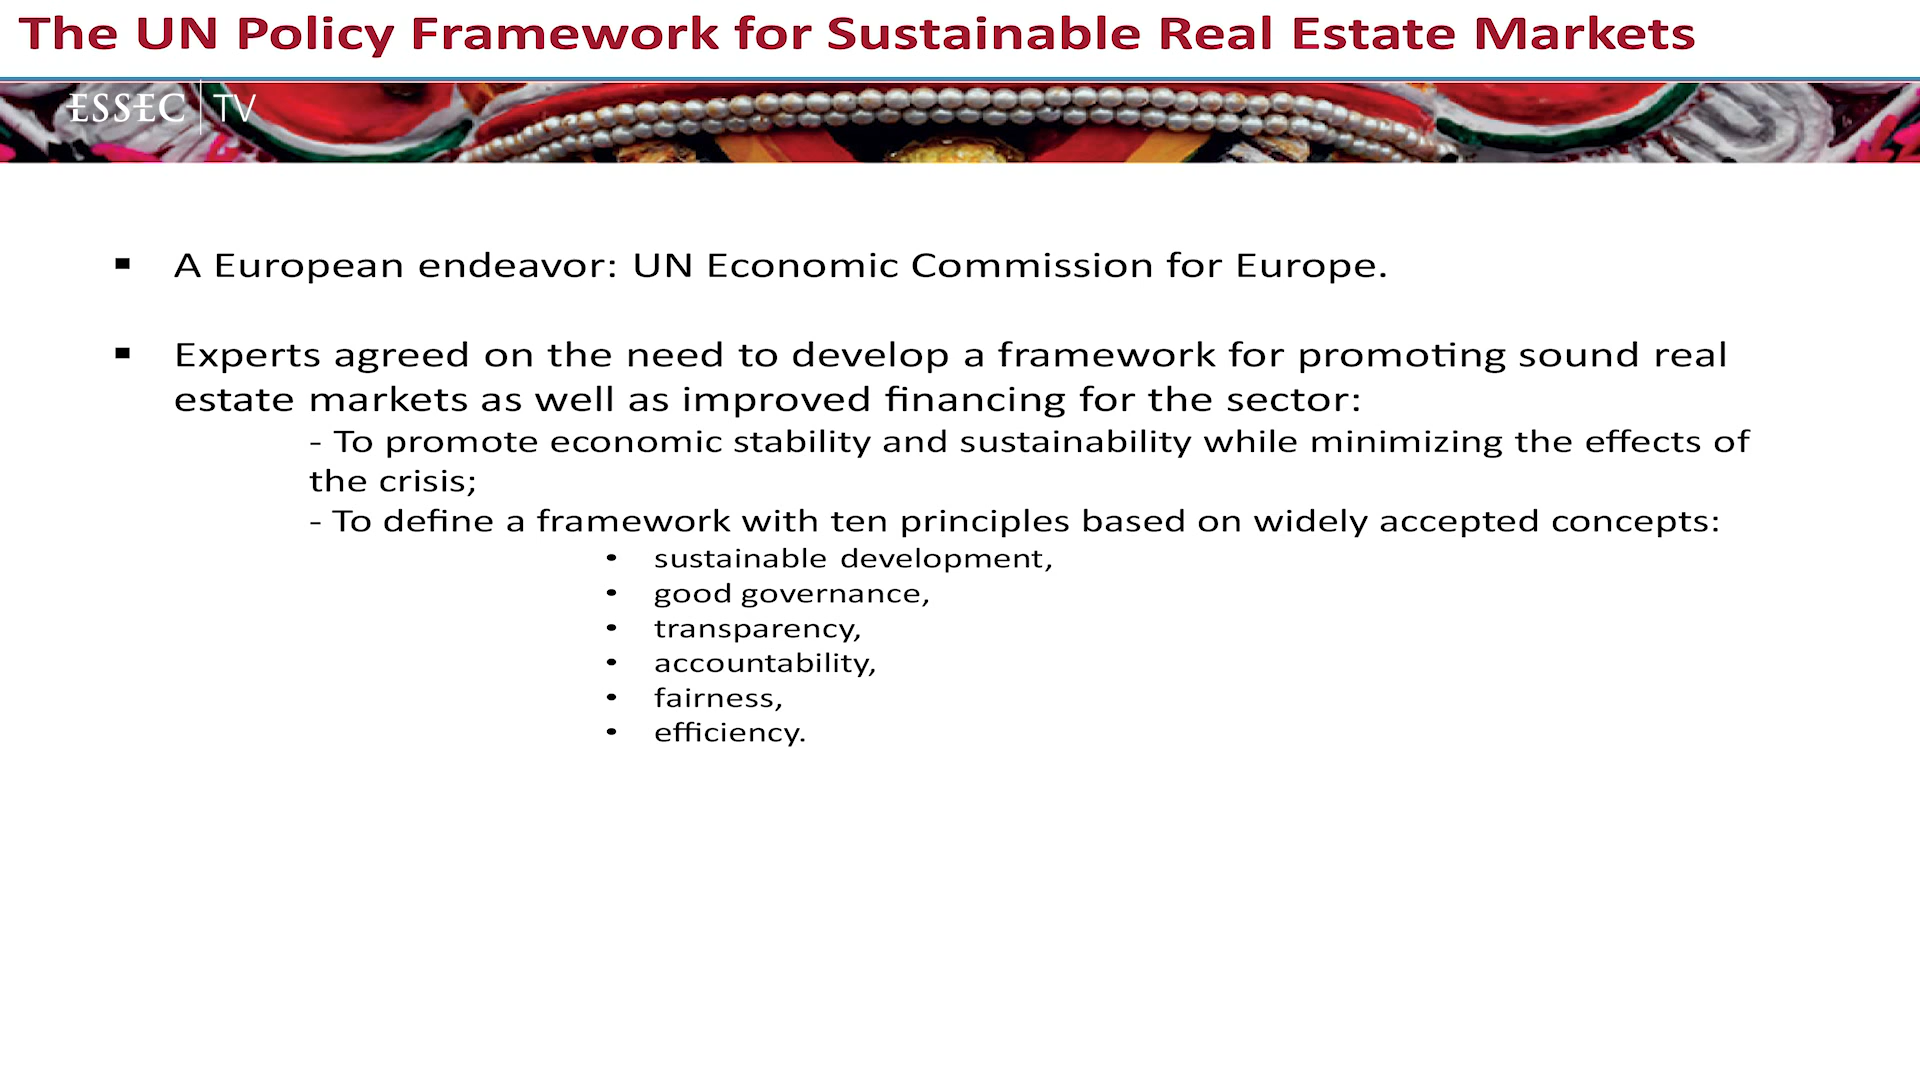 The UN Policy Framework for Sustainable Real Estate Markets
ESSEC | TV
▪ A European endeavor: UN Economic Commission for Europe.
▪ Experts agreed on the need to develop a framework for promoting sound real
estate markets as well as improved financing for the sector:
- To promote economic stability and sustainability while minimizing the effects of
the crisis;
- To define a framework with ten principles based on widely accepted concepts:
• sustainable development,
• good governance,
• transparency,
• accountability,
• fairness,
• efficiency.